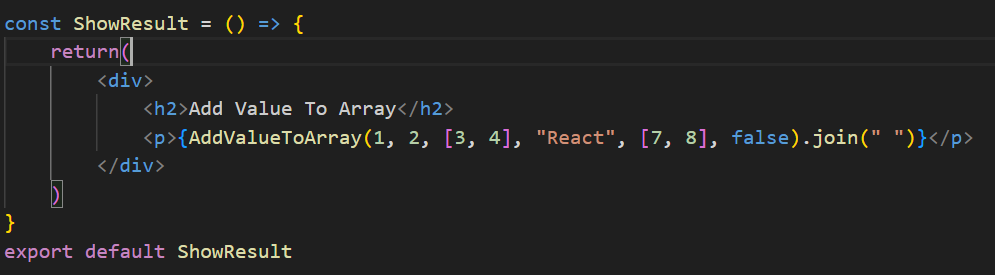 const ShowResult = () => {
return(
<div>
<h2>Add Value To Array</h2>
<p>{AddValueToArray(1, 2, [3, 4], "React", [7, 8], false).join(" ")}</p>
</div>
)
}
export default ShowResult